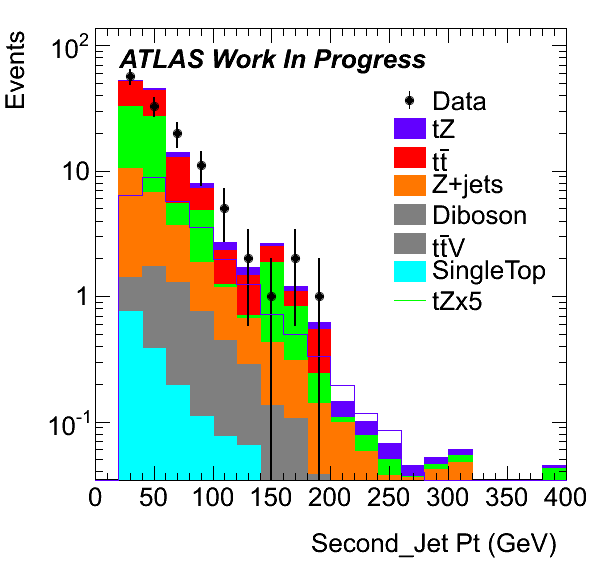 Events
ATLAS Work In Progress
Data
tZ
tt̄
Z+jets
Diboson
tt̄V
SingleTop
tZx5
10²
10
1
10⁻¹
0 50 100 150 200 250 300 350 400
Second_Jet Pt (GeV)